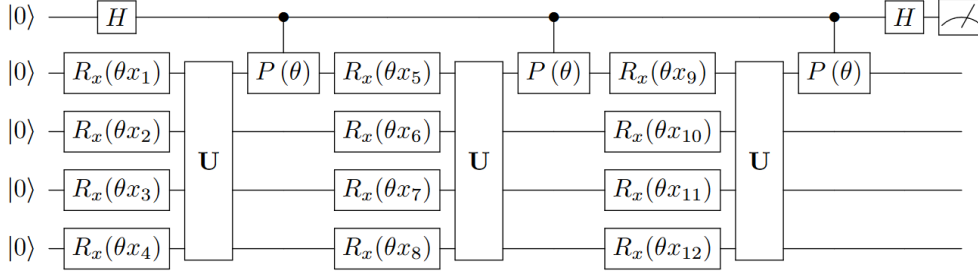 |0⟩ H H
|0⟩ Rₓ(θx₁) P(θ) Rₓ(θx₅) P(θ) Rₓ(θx₉) P(θ)
|0⟩ Rₓ(θx₂) Rₓ(θx₆) Rₓ(θx₁₀)
U U U
|0⟩ Rₓ(θx₃) Rₓ(θx₇) Rₓ(θx₁₁)
|0⟩ Rₓ(θx₄) Rₓ(θx₈) Rₓ(θx₁₂)